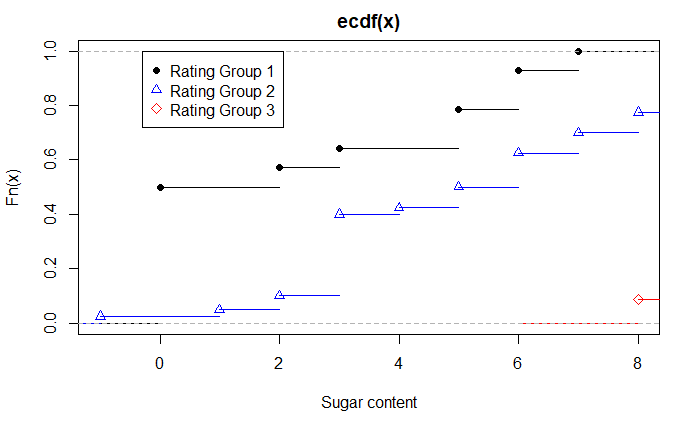 ecdf(x)
Rating Group 1
Rating Group 2
Rating Group 3
Fn(x)
1.0
0.8
0.6
0.4
0.2
0.0
0 2 4 6 8
Sugar content